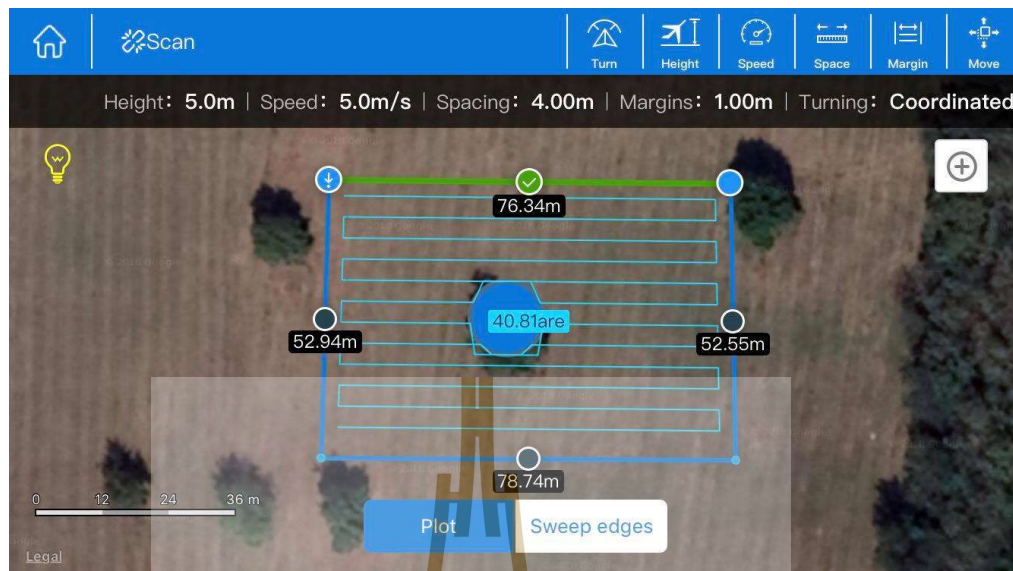 Scan
Turn
Height
Speed
Space
Margin
Move
Height: 5.0m | Speed: 5.0m/s | Spacing: 4.00m | Margins: 1.00m | Turning: Coordinated
76.34m
40.81are
52.94m
52.55m
78.74m
0 12 24 36 m
Plot
Sweep edges
Legal